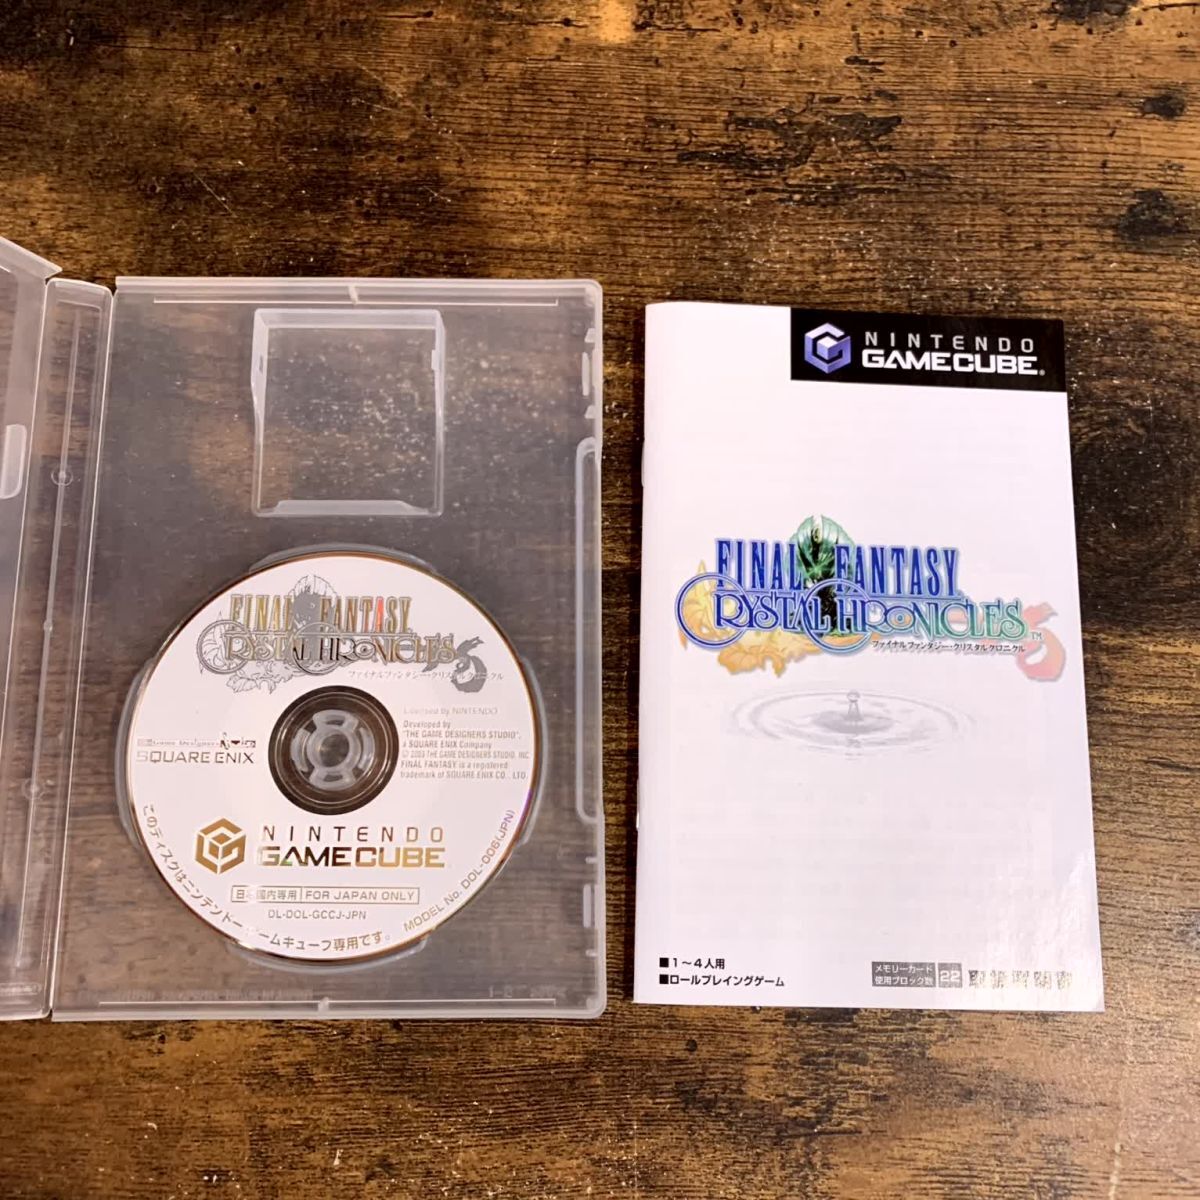 FINAL FANTASY
CRYSTAL CHRONICLES
ファイナルファンタジー・クリスタルクロニクル
Licensed by NINTENDO
Developed by
"THE GAME DESIGNERS STUDIO",
a SQUARE ENIX Company
© 2003 THE GAME DESIGNERS STUDIO, INC.
FINAL FANTASY is a registered
trademark of SQUARE ENIX CO., LTD.
SQUARE ENIX
NINTENDO
GAMECUBE
日本国内専用 FOR JAPAN ONLY
DL-DOL-GCCJ-JPN
このディスクはニンテンドーゲームキューブ専用です。
MODEL No. DOL-006(JPN)
NINTENDO
GAMECUBE
FINAL FANTASY
CRYSTAL CHRONICLES TM
ファイナルファンタジー・クリスタルクロニクル
■1～4人用
■ロールプレイングゲーム
メモリーカード
使用ブロック数 22